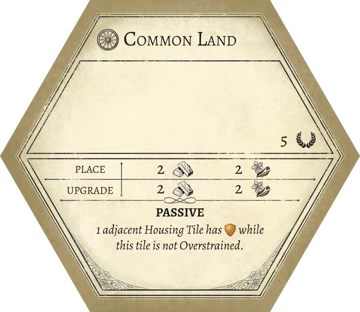 COMMON LAND
5
PLACE 2 2
UPGRADE 2 2
PASSIVE
1 adjacent Housing Tile has while
this tile is not Overstrained.